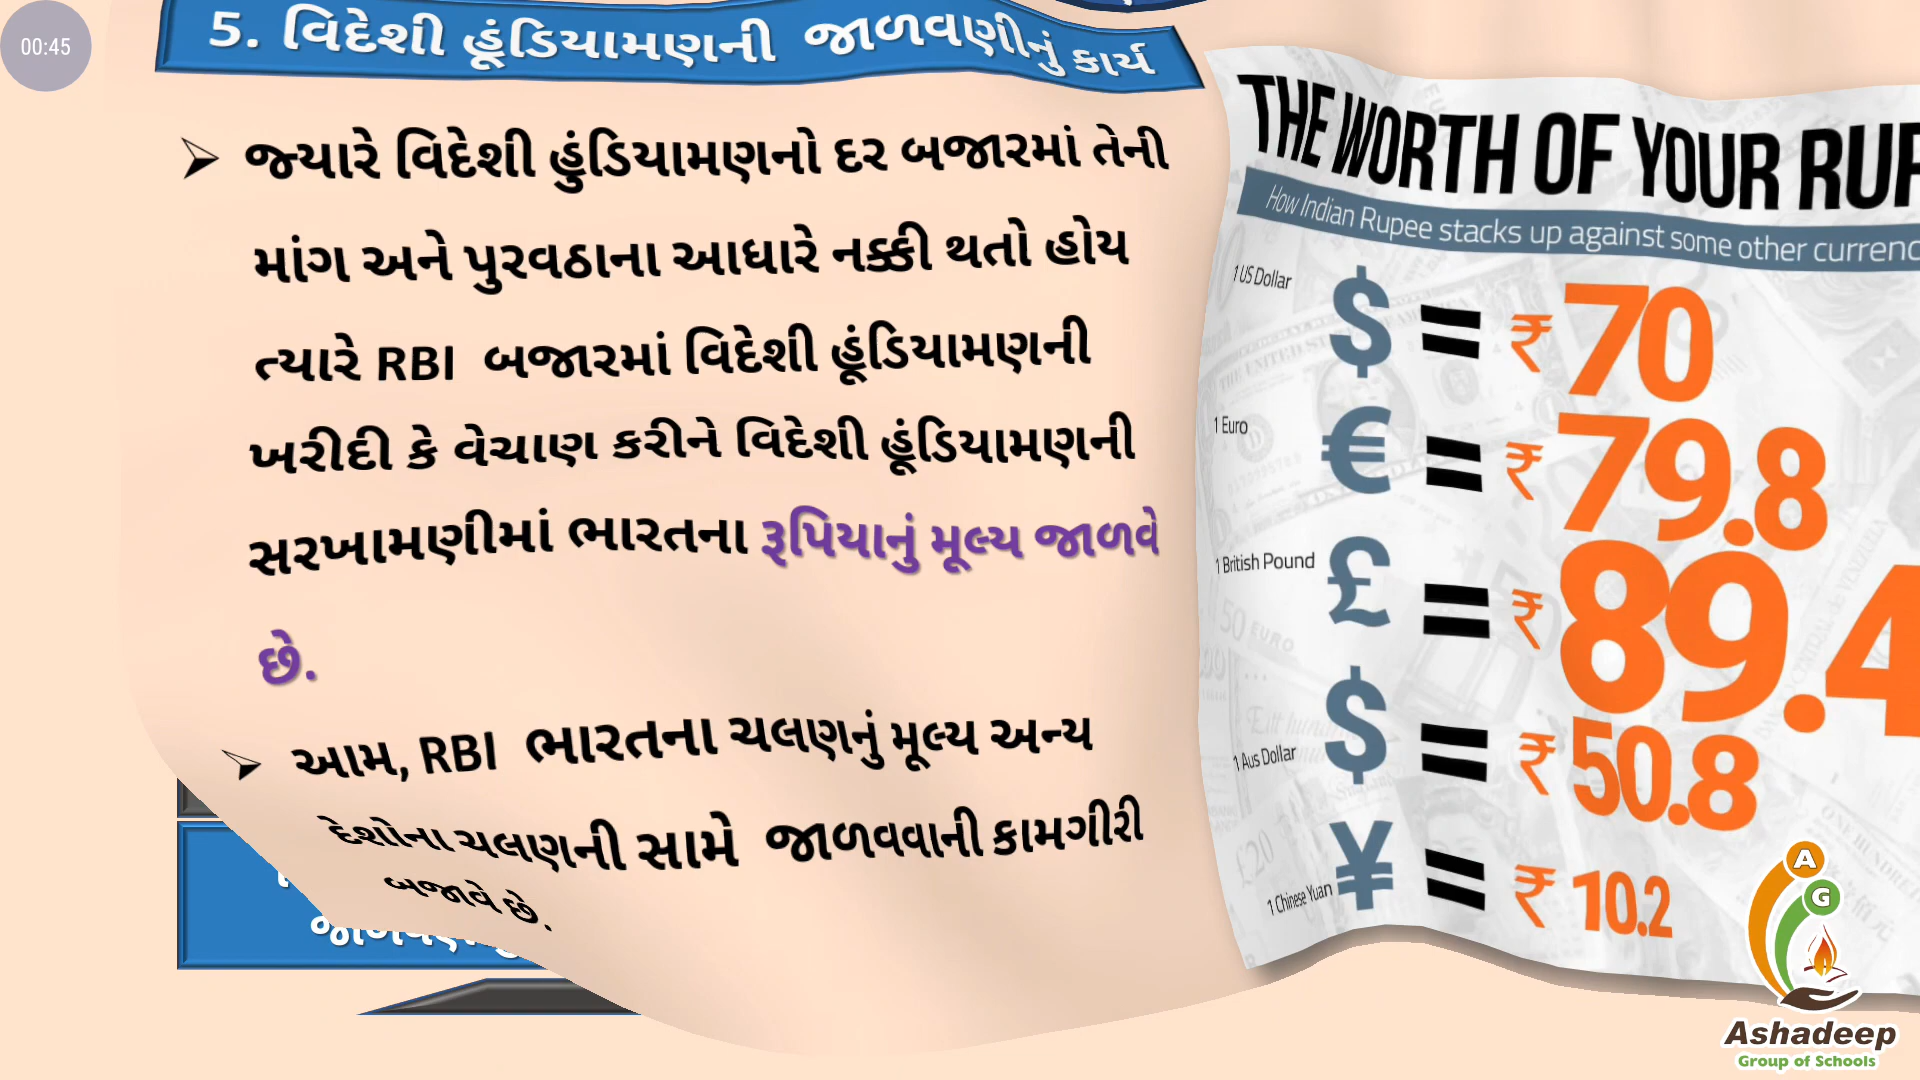 00:45
5. વિદેશી હૂંડિયામણની જાળવણીનું કાર્ય
➢ જ્યારે વિદેશી હુંડિયામણનો દર બજારમાં તેની
માંગ અને પુરવઠાના આધારે નક્કી થતો હોય
ત્યારે RBI બજારમાં વિદેશી હૂંડિયામણની
ખરીદી કે વેચાણ કરીને વિદેશી હૂંડિયામણની
સરખામણીમાં ભારતના રૂપિયાનું મૂલ્ય જાળવે
છે.
➢ આમ, RBI ભારતના ચલણનું મૂલ્ય અન્ય
દેશોના ચલણની સામે જાળવવાની કામગીરી
બજાવે છે.
THE WORTH OF YOUR
How Indian Rupee stacks up against some other
1 US Dollar $ = ₹ 70
1 Euro € = ₹ 79.8
1 British Pound £ = ₹ 89.4
1 Aus Dollar $ = ₹ 50.8
1 Chinese Yuan ¥ = ₹ 10.2
A
G
Ashadeep
Group of Schools